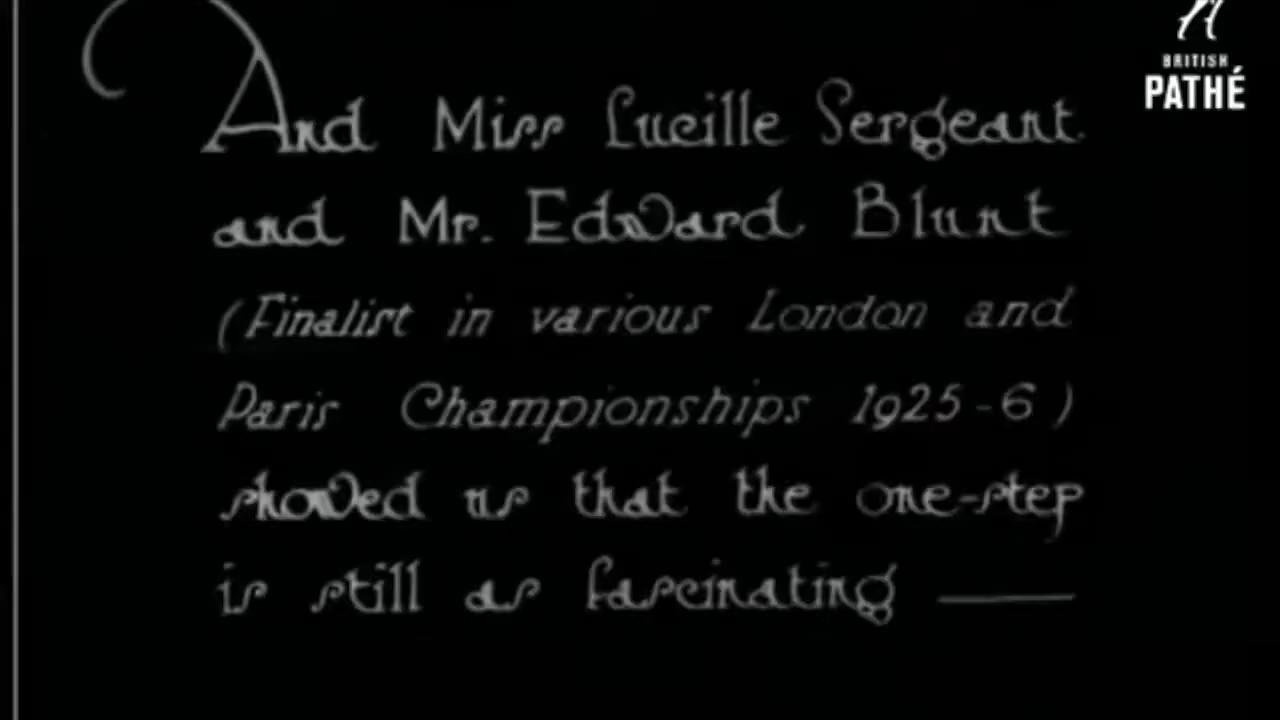 BRITISH
PATHÉ
And Miss Lucille Sergeant
and Mr. Edward Blunt
(Finalist in various London and
Paris Championships 1925-6)
showed us that the one-step
is still as fascinating —